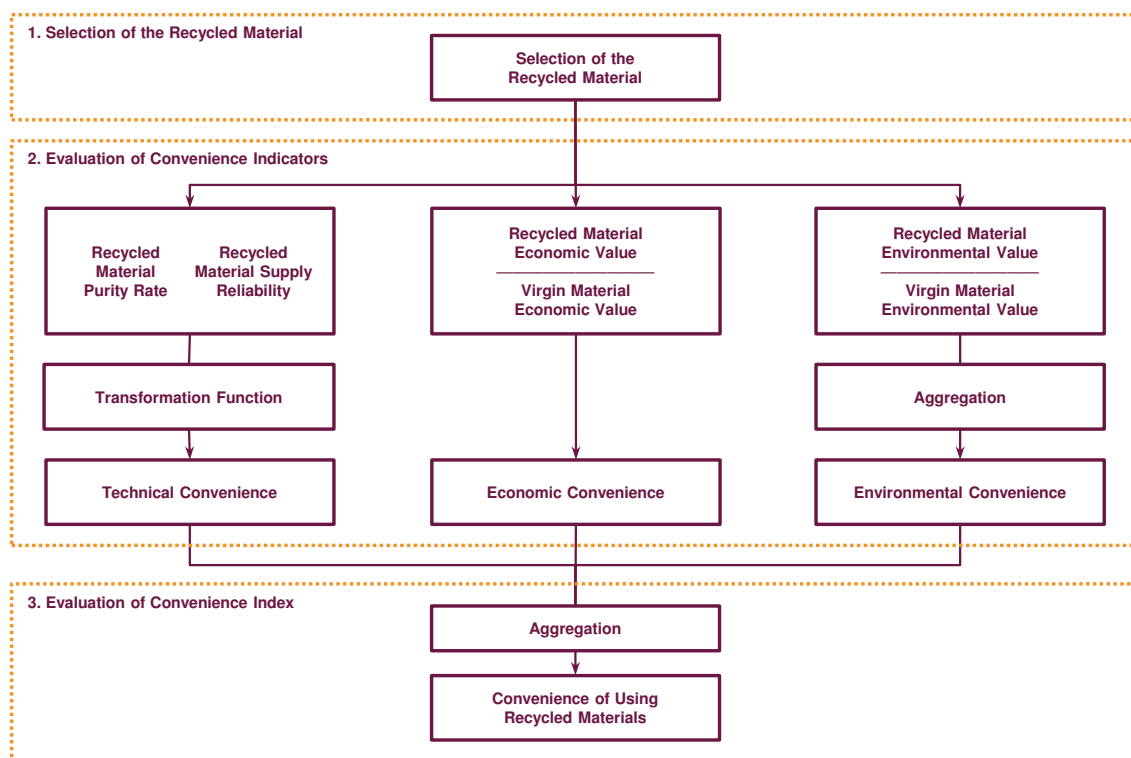 1. Selection of the Recycled Material
Selection of the
Recycled Material
2. Evaluation of Convenience Indicators
Recycled
Material
Purity Rate
Recycled
Material Supply
Reliability
Recycled Material
Economic Value
Virgin Material
Economic Value
Recycled Material
Environmental Value
Virgin Material
Environmental Value
Transformation Function
Aggregation
Technical Convenience
Economic Convenience
Environmental Convenience
3. Evaluation of Convenience Index
Aggregation
Convenience of Using
Recycled Materials